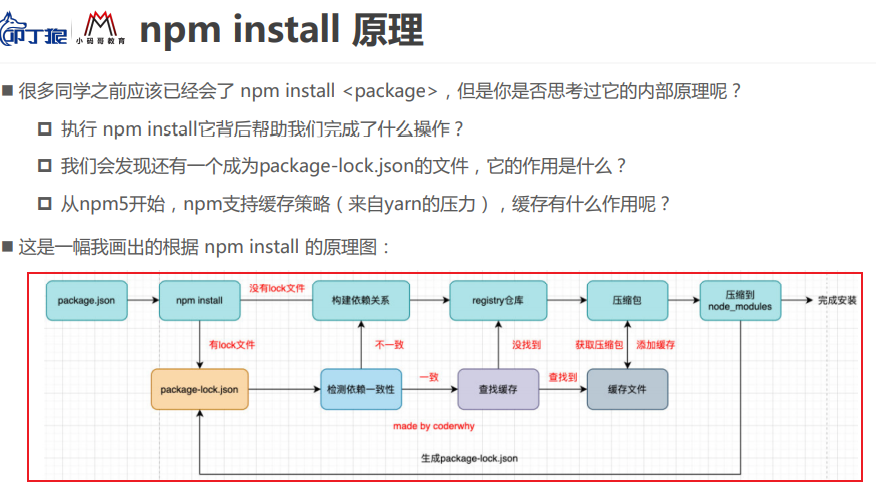 叩丁狼
小码哥教育
npm install 原理
很多同学之前应该已经会了 npm install <package>，但是你是否思考过它的内部原理呢？
执行 npm install它背后帮助我们完成了什么操作？
我们会发现还有一个成为package-lock.json的文件，它的作用是什么？
从npm5开始，npm支持缓存策略（来自yarn的压力），缓存有什么作用呢？
这是一幅我画出的根据 npm install 的原理图：
package.json
npm install
没有lock文件
构建依赖关系
registry仓库
压缩包
压缩到
node_modules
完成安装
有lock文件
不一致
没找到
获取压缩包
添加缓存
package-lock.json
检测依赖一致性
一致
查找缓存
查找到
缓存文件
made by coderwhy
生成package-lock.json